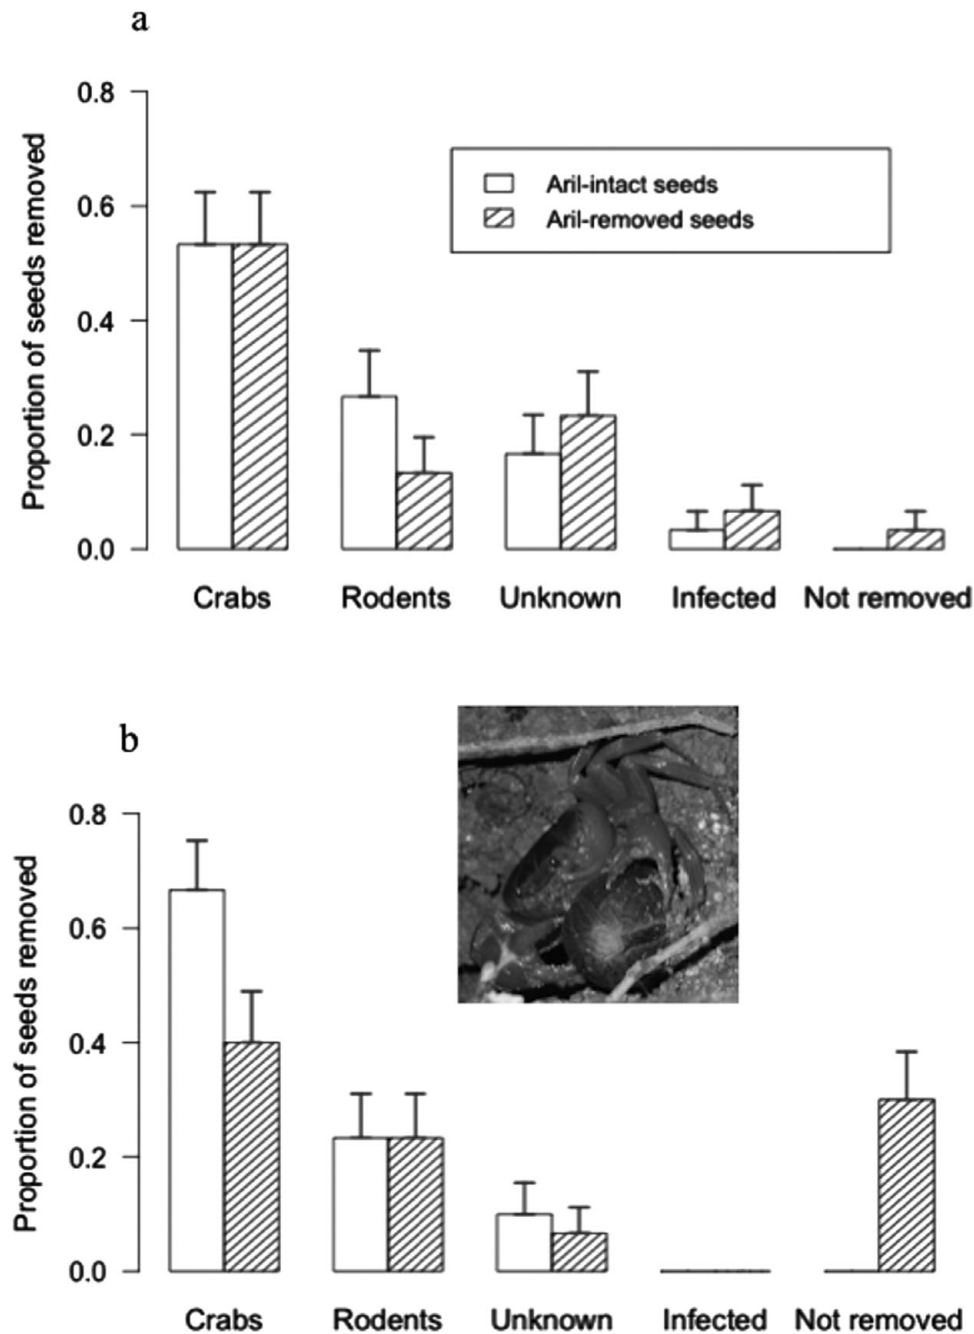 a
Proportion of seeds removed
0.8
0.6
0.4
0.2
0.0
Aril-intact seeds
Aril-removed seeds
Crabs Rodents Unknown Infected Not removed
b
Proportion of seeds removed
0.8
0.6
0.4
0.2
0.0
Crabs Rodents Unknown Infected Not removed